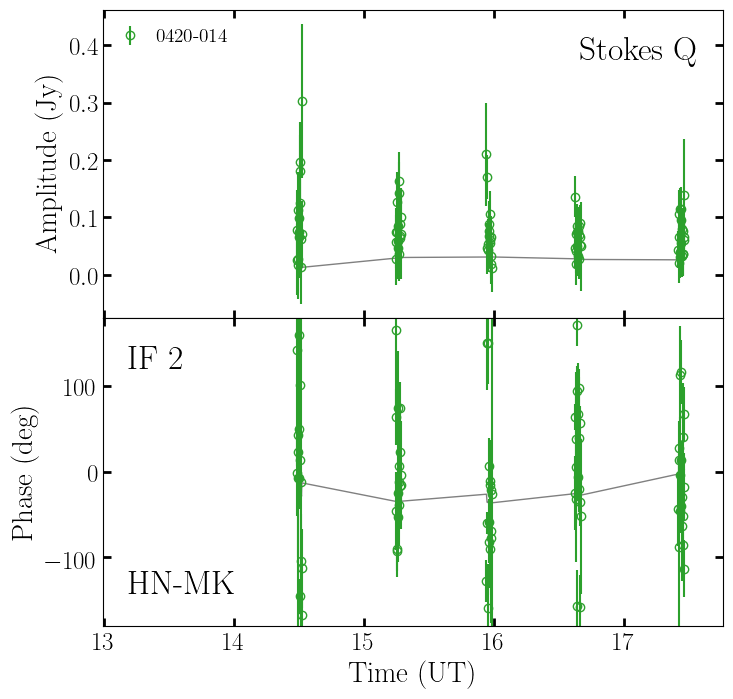 0420-014
Stokes Q
Amplitude (Jy)
0.4
0.3
0.2
0.1
0.0
IF 2
HN-MK
Phase (deg)
100
0
−100
13 14 15 16 17
Time (UT)